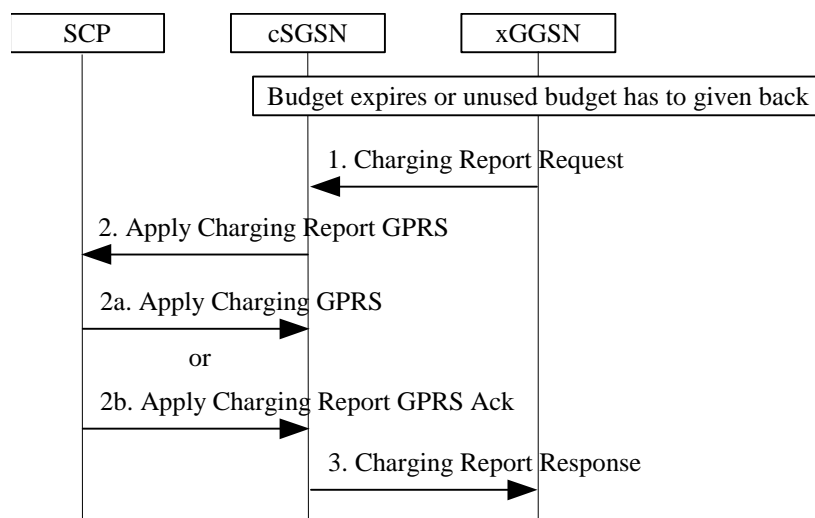 SCP cSGSN xGGSN
Budget expires or unused budget has to given back
1. Charging Report Request
2. Apply Charging Report GPRS
2a. Apply Charging GPRS
or
2b. Apply Charging Report GPRS Ack
3. Charging Report Response